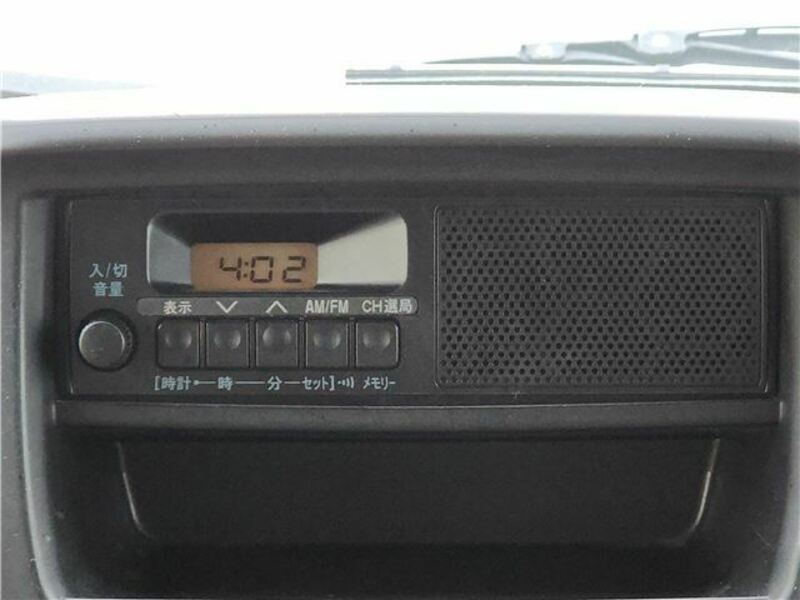 4:02
入/切
音量
表示 ∨ ∧ AM/FM CH選局
[時計•—時—分—セット]•))) メモリー